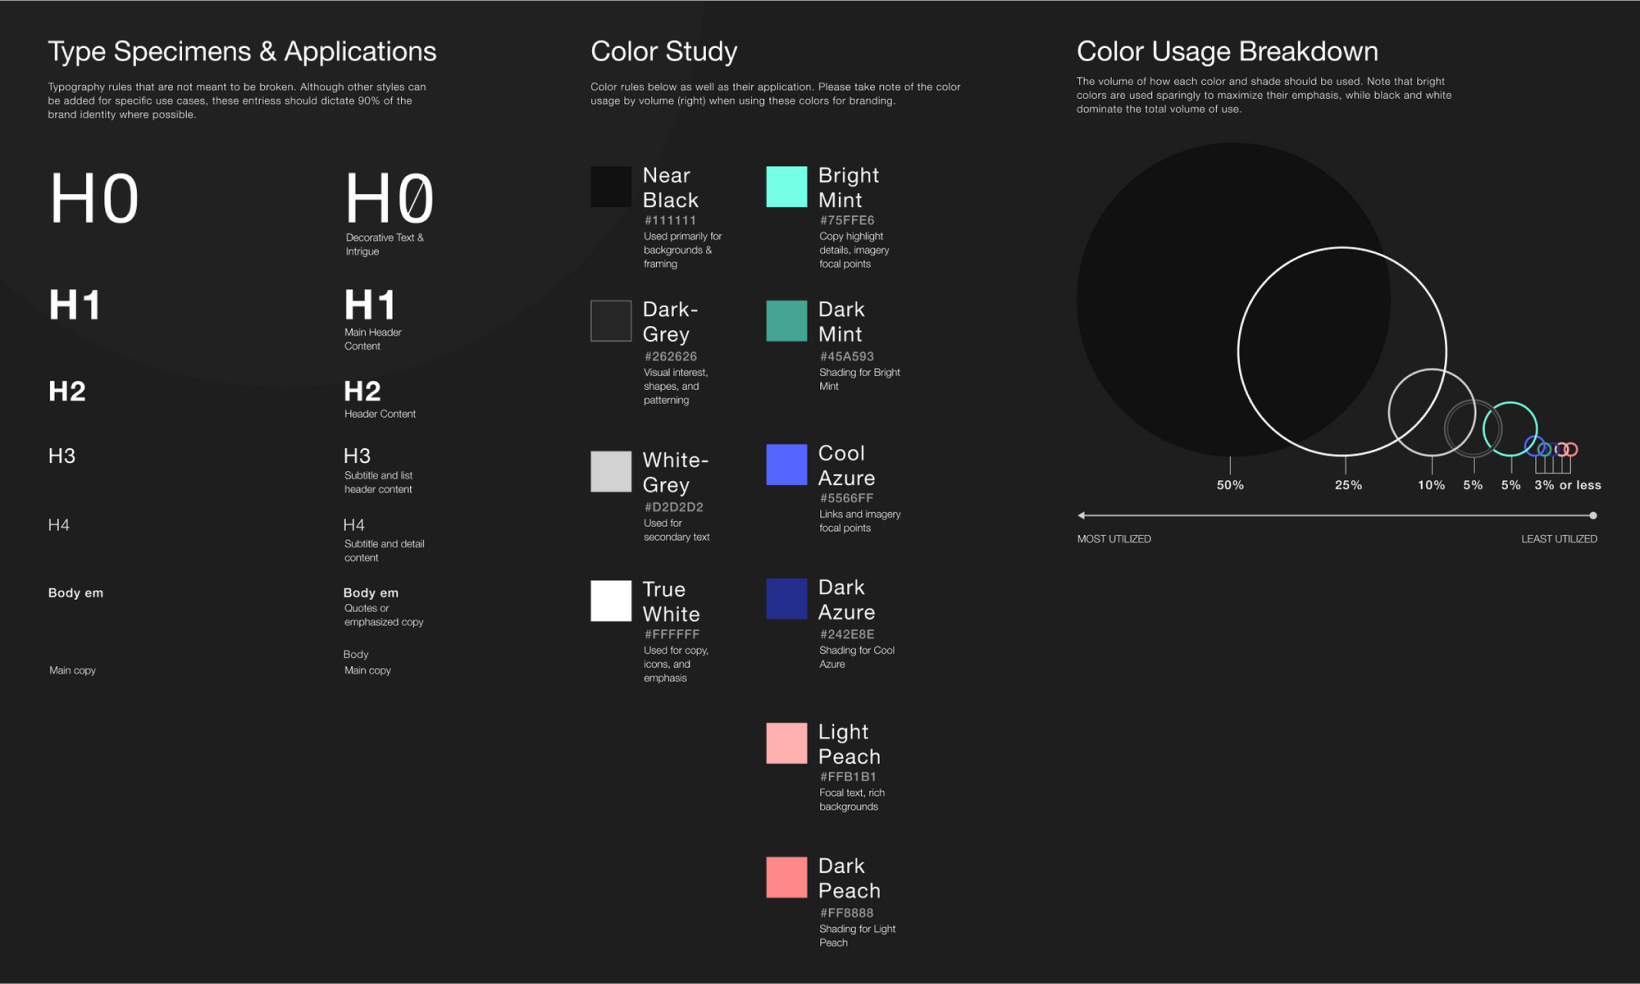 Type Specimens & Applications
Typography rules that are not meant to be broken. Although other styles can
be added for specific use cases, these entriess should dictate 90% of the
brand identity where possible.
H0
H0
Decorative Text &
Intrigue
H1
H1
Main Header
Content
H2
H2
Header Content
H3
H3
Subtitle and list
header content
H4
H4
Subtitle and detail
content
Body em
Body em
Quotes or
emphasized copy
Body
Main copy
Main copy
Color Study
Color rules below as well as their application. Please take note of the color
usage by volume (right) when using these colors for branding.
Near
Black
#111111
Used primarily for
backgrounds &
framing
Bright
Mint
#75FFE6
Copy highlight
details, imagery
focal points
Dark-
Grey
#262626
Visual interest,
shapes, and
patterning
Dark
Mint
#45A593
Shading for Bright
Mint
White-
Grey
#D2D2D2
Used for
secondary text
Cool
Azure
#5566FF
Links and imagery
focal points
True
White
#FFFFFF
Used for copy,
icons, and
emphasis
Dark
Azure
#242E8E
Shading for Cool
Azure
Light
Peach
#FFB1B1
Focal text, rich
backgrounds
Dark
Peach
#FF8888
Shading for Light
Peach
Color Usage Breakdown
The volume of how each color and shade should be used. Note that bright
colors are used sparingly to maximize their emphasis, while black and white
dominate the total volume of use.
50% 25% 10% 5% 5% 3% or less
MOST UTILIZED LEAST UTILIZED